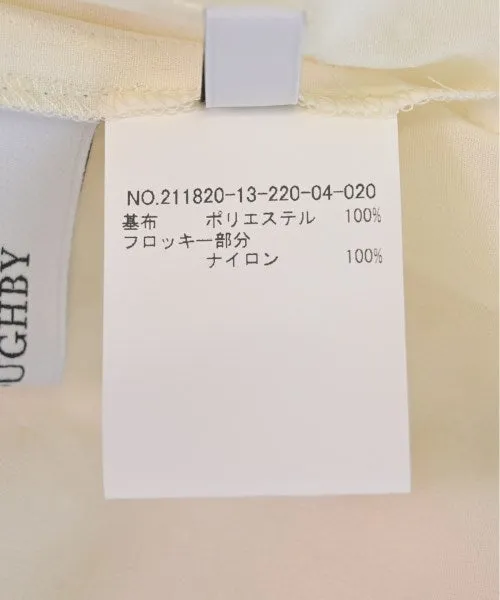 NO.211820-13-220-04-020
基布 ポリエステル 100%
フロッキー部分
ナイロン 100%
UGHBY